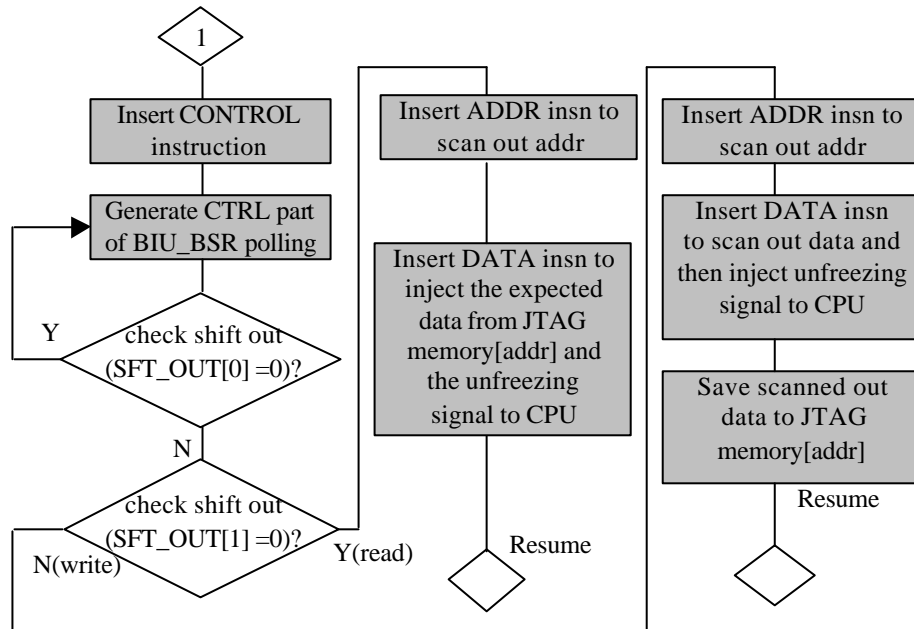 1
Insert CONTROL
instruction
Generate CTRL part
of BIU_BSR polling
Y
check shift out
(SFT_OUT[0] =0)?
N
check shift out
(SFT_OUT[1] =0)?
N(write)
Y(read)
Insert ADDR insn to
scan out addr
Insert DATA insn to
inject the expected
data from JTAG
memory[addr] and
the unfreezing
signal to CPU
Resume
Insert ADDR insn to
scan out addr
Insert DATA insn
to scan out data and
then inject unfreezing
signal to CPU
Save scanned out
data to JTAG
memory[addr]
Resume